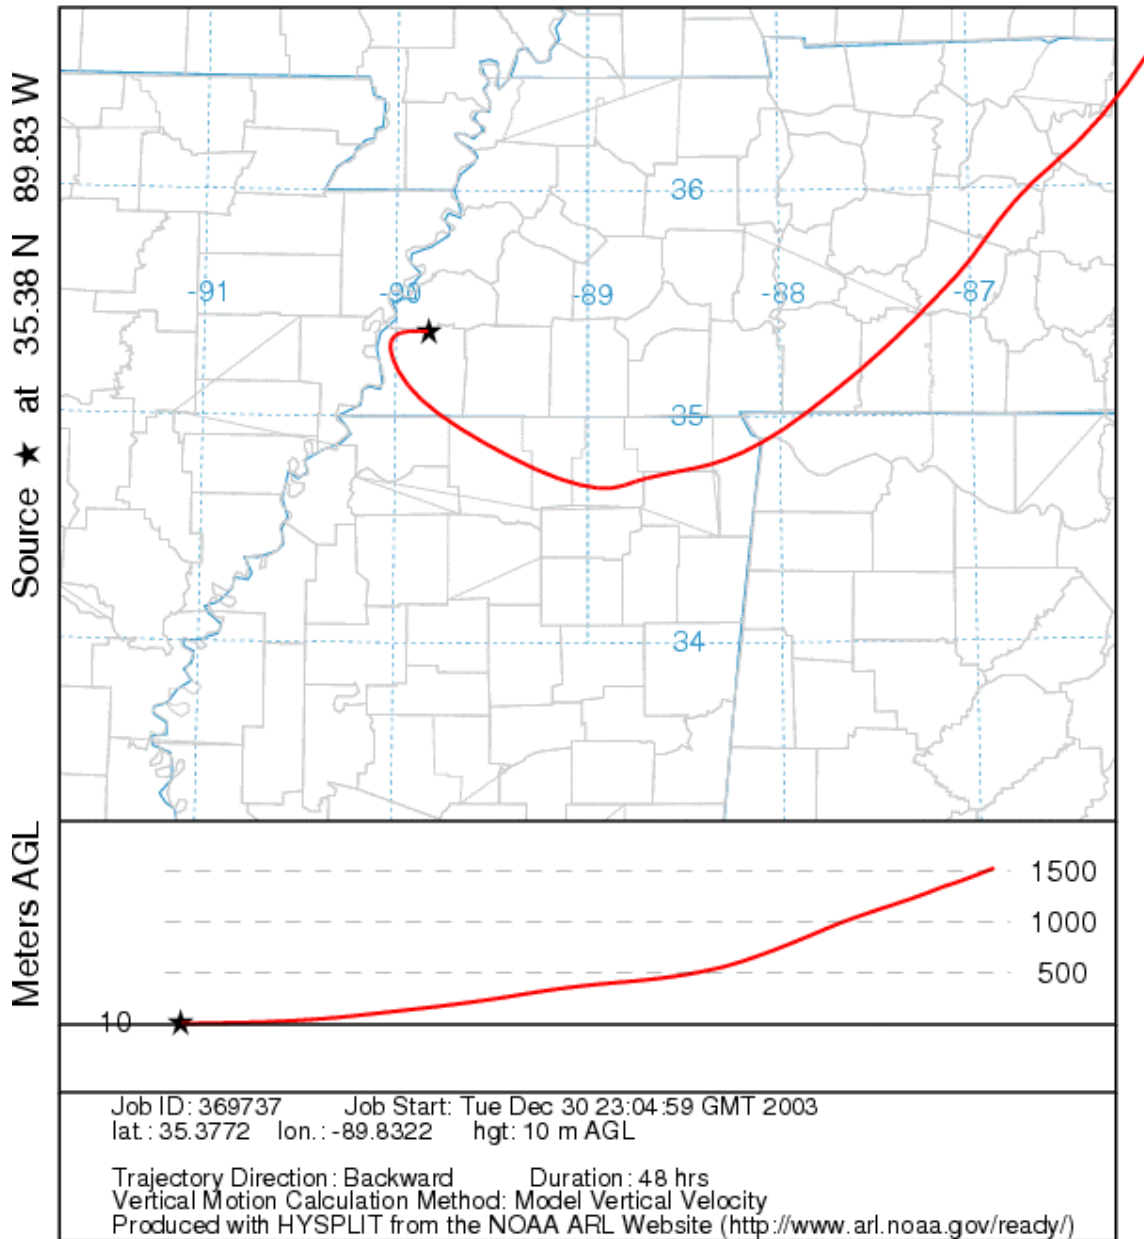 Source ★ at 35.38 N 89.83 W
36
-91
-90
-89
-88
-87
35
34
Meters AGL
1500
1000
500
10
Job ID: 369737 Job Start: Tue Dec 30 23:04:59 GMT 2003
lat.: 35.3772 lon.: -89.8322 hgt: 10 m AGL
Trajectory Direction: Backward Duration: 48 hrs
Vertical Motion Calculation Method: Model Vertical Velocity
Produced with HYSPLIT from the NOAA ARL Website (http://www.arl.noaa.gov/ready/)